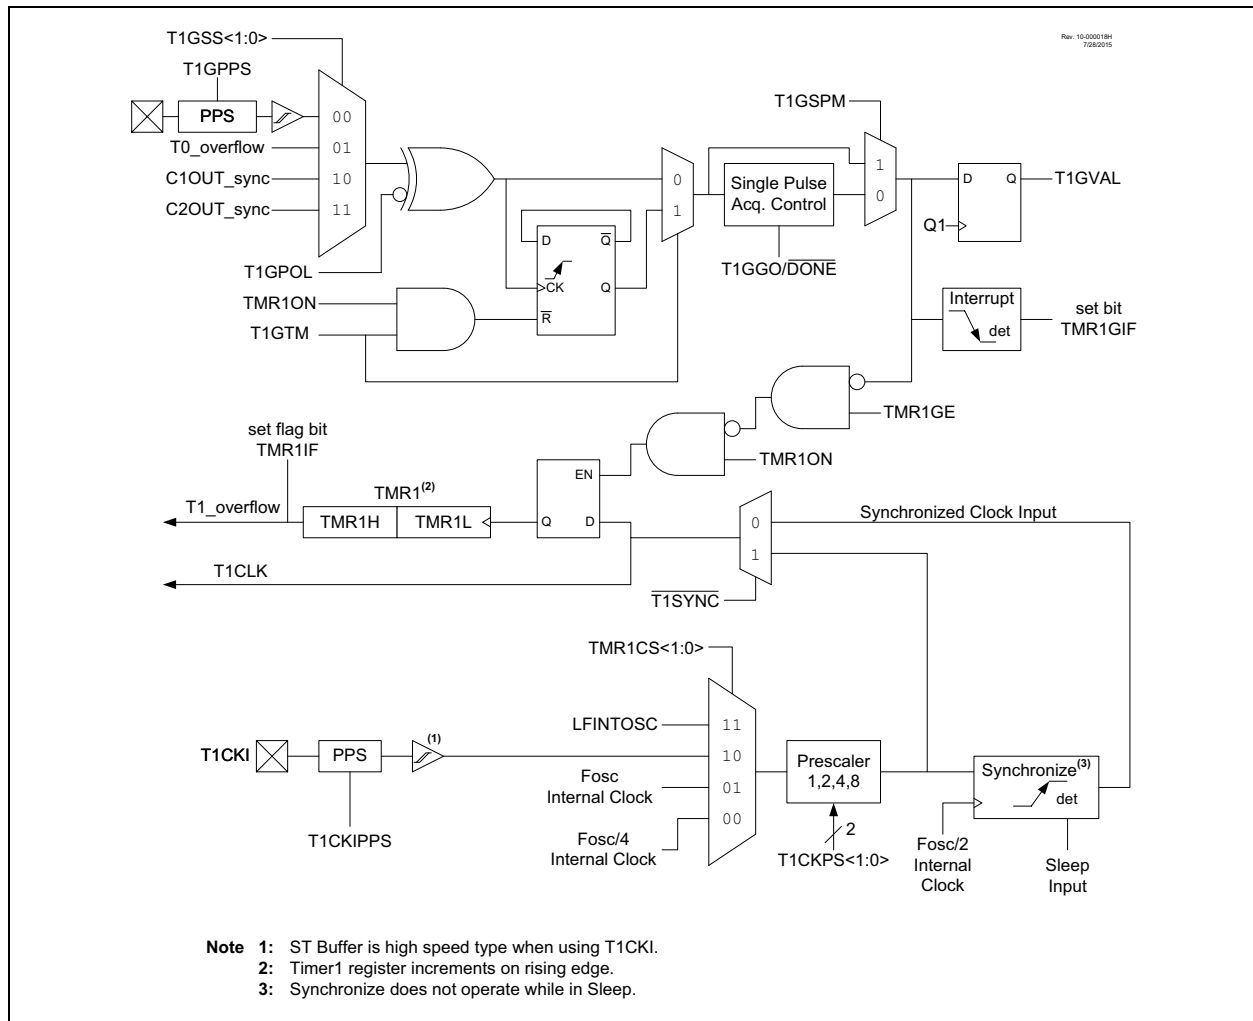 Rev. 10-000018H
7/28/2015
T1GSS<1:0>
T1GPPS
PPS
00
T0_overflow
01
C1OUT_sync
10
C2OUT_sync
11
T1GPOL
TMR1ON
T1GTM
D
Q
CK
Q
R
0
1
T1GSPM
Single Pulse
Acq. Control
1
0
T1GGO/DONE
D
Q
T1GVAL
Q1
Interrupt
det
set bit
TMR1GIF
TMR1GE
TMR1ON
set flag bit
TMR1IF
TMR1(2)
T1_overflow
TMR1H
TMR1L
EN
Q
D
T1CLK
0
1
Synchronized Clock Input
T1SYNC
TMR1CS<1:0>
LFINTOSC
11
T1CKI
PPS
(1)
10
Fosc
Internal Clock
01
Fosc/4
Internal Clock
00
T1CKIPPS
Prescaler
1,2,4,8
2
T1CKPS<1:0>
Synchronize(3)
det
Fosc/2
Internal
Clock
Sleep
Input
Note 1: ST Buffer is high speed type when using T1CKI.
2: Timer1 register increments on rising edge.
3: Synchronize does not operate while in Sleep.